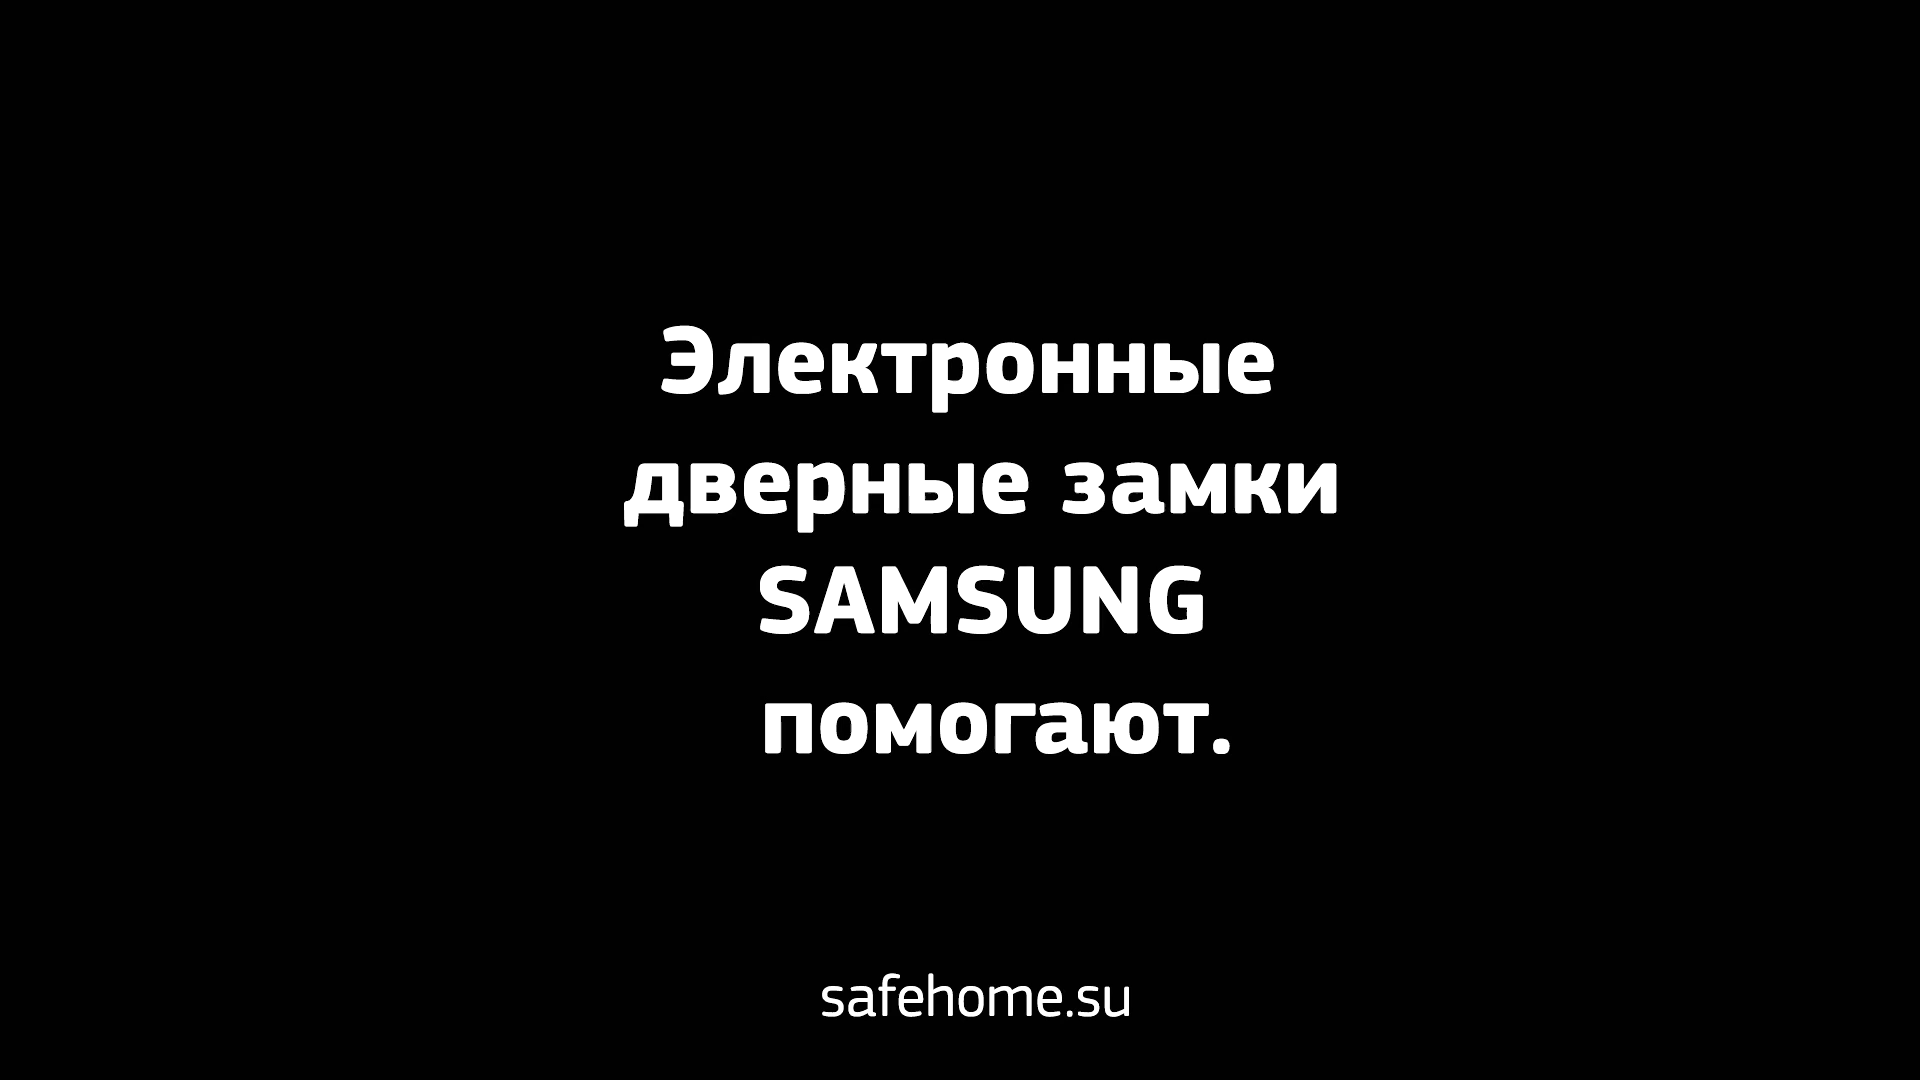 Электронные
дверные замки
SAMSUNG
помогают.
safehome.su